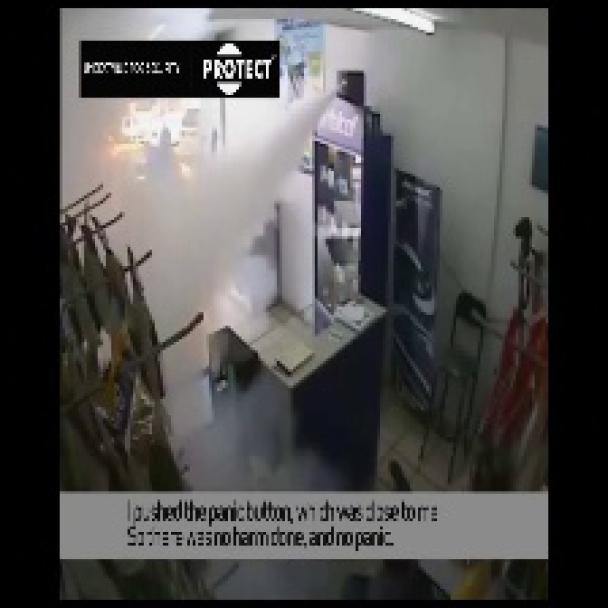 PROTECT
I pushed the panic button, which was close to me
So there was no harm done, and no panic.